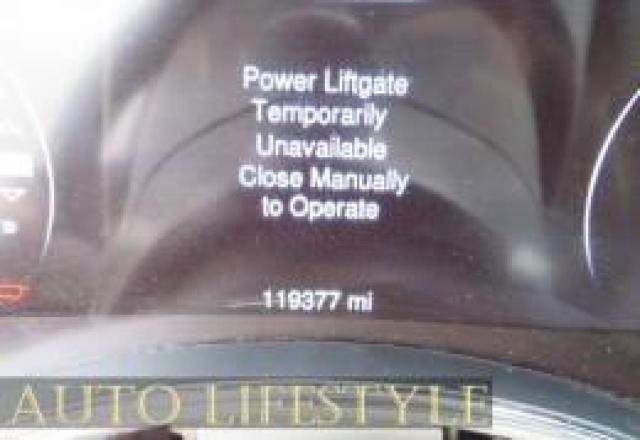 Power Liftgate
Temporarily
Unavailable
Close Manually
to Operate
119377 mi
AUTO LIFESTYLE